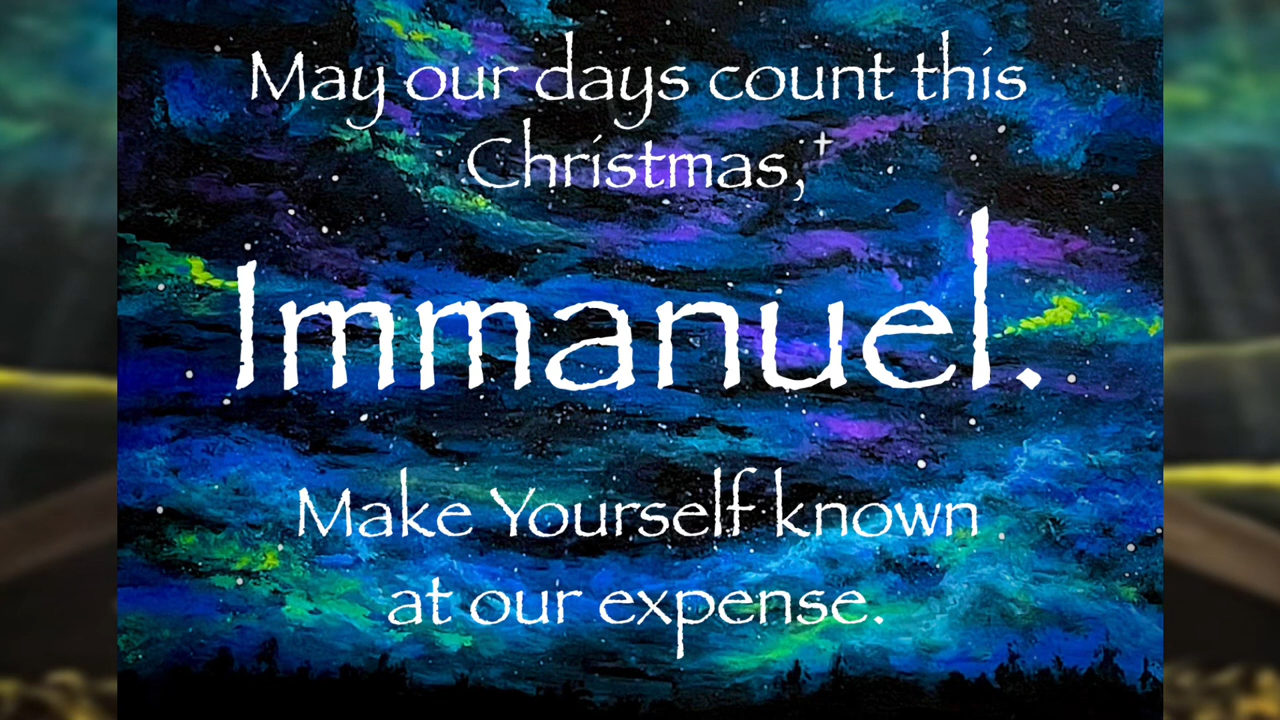 May our days count this
Christmas,
Immanuel.
Make Yourself known
at our expense.